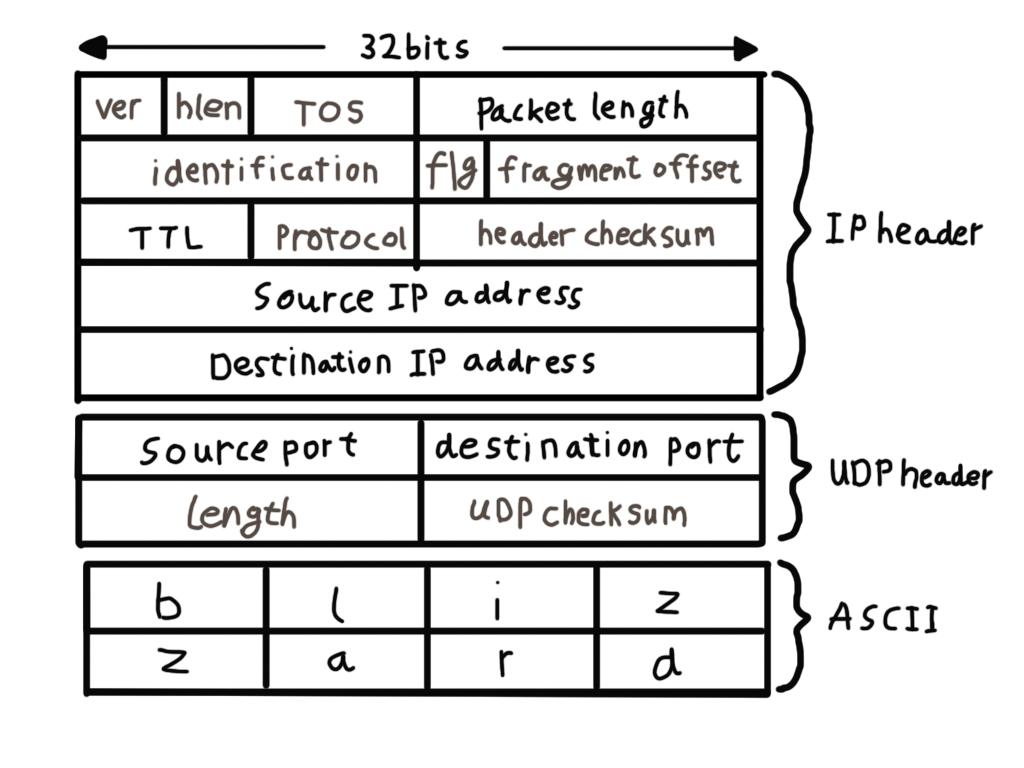 32bits
ver hlen TOS Packet length
identification flg fragment offset
TTL Protocol header checksum
IP header
Source IP address
Destination IP address
Source port destination port
UDP header
length UDP checksum
b l i z
ASCII
z a r d